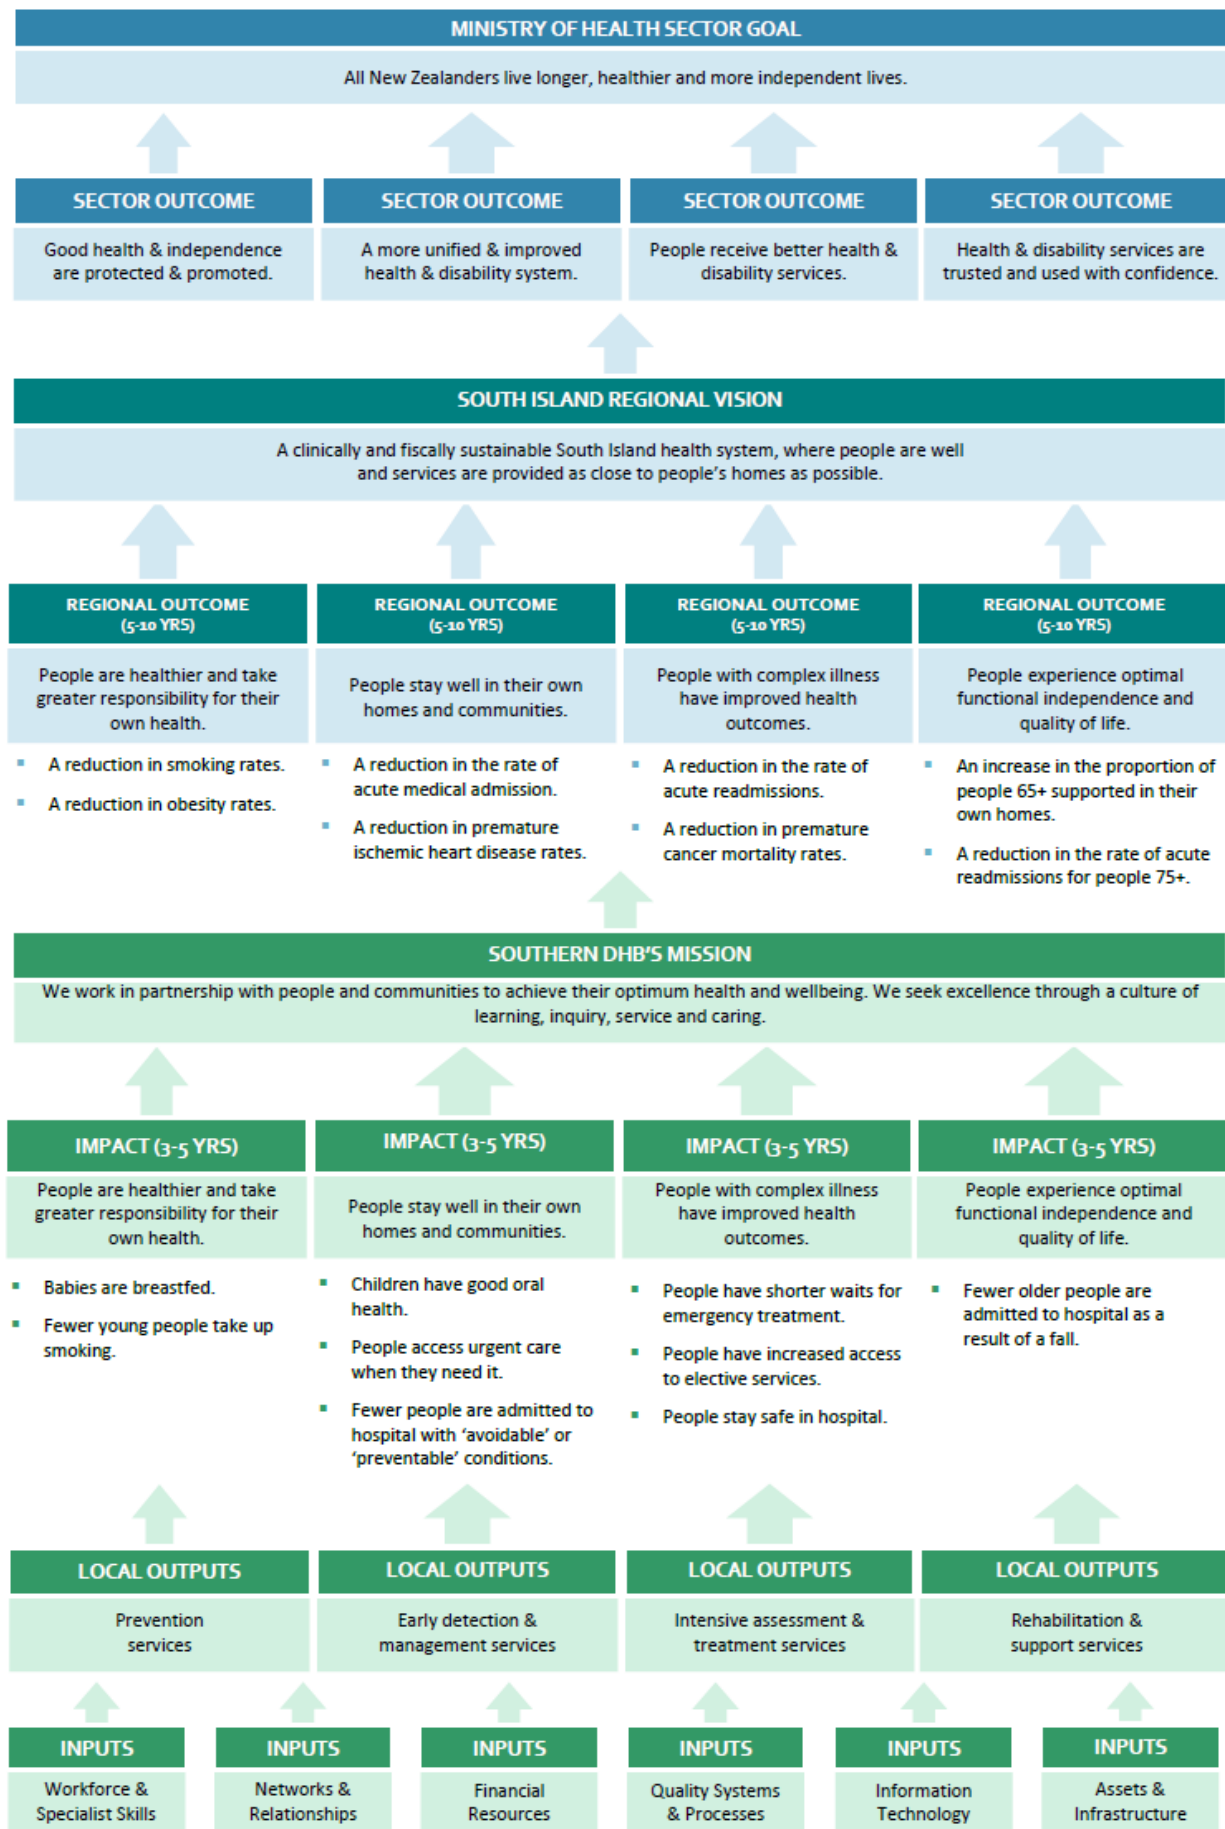 MINISTRY OF HEALTH SECTOR GOAL
All New Zealanders live longer, healthier and more independent lives.
SECTOR OUTCOME
Good health & independence
are protected & promoted.
SECTOR OUTCOME
A more unified & improved
health & disability system.
SECTOR OUTCOME
People receive better health &
disability services.
SECTOR OUTCOME
Health & disability services are
trusted and used with confidence.
SOUTH ISLAND REGIONAL VISION
A clinically and fiscally sustainable South Island health system, where people are well
and services are provided as close to people's homes as possible.
REGIONAL OUTCOME
(5-10 YRS)
People are healthier and take
greater responsibility for their
own health.
▪ A reduction in smoking rates.
▪ A reduction in obesity rates.
REGIONAL OUTCOME
(5-10 YRS)
People stay well in their own
homes and communities.
▪ A reduction in the rate of
acute medical admission.
▪ A reduction in premature
ischemic heart disease rates.
REGIONAL OUTCOME
(5-10 YRS)
People with complex illness
have improved health
outcomes.
▪ A reduction in the rate of
acute readmissions.
▪ A reduction in premature
cancer mortality rates.
REGIONAL OUTCOME
(5-10 YRS)
People experience optimal
functional independence and
quality of life.
▪ An increase in the proportion of
people 65+ supported in their
own homes.
▪ A reduction in the rate of acute
readmissions for people 75+.
SOUTHERN DHB'S MISSION
We work in partnership with people and communities to achieve their optimum health and wellbeing. We seek excellence through a culture of
learning, inquiry, service and caring.
IMPACT (3-5 YRS)
People are healthier and take
greater responsibility for their
own health.
▪ Babies are breastfed.
▪ Fewer young people take up
smoking.
IMPACT (3-5 YRS)
People stay well in their own
homes and communities.
▪ Children have good oral
health.
▪ People access urgent care
when they need it.
▪ Fewer people are admitted to
hospital with 'avoidable' or
'preventable' conditions.
IMPACT (3-5 YRS)
People with complex illness
have improved health
outcomes.
▪ People have shorter waits for
emergency treatment.
▪ People have increased access
to elective services.
▪ People stay safe in hospital.
IMPACT (3-5 YRS)
People experience optimal
functional independence and
quality of life.
▪ Fewer older people are
admitted to hospital as a
result of a fall.
LOCAL OUTPUTS
Prevention
services
LOCAL OUTPUTS
Early detection &
management services
LOCAL OUTPUTS
Intensive assessment &
treatment services
LOCAL OUTPUTS
Rehabilitation &
support services
INPUTS
Workforce &
Specialist Skills
INPUTS
Networks &
Relationships
INPUTS
Financial
Resources
INPUTS
Quality Systems
& Processes
INPUTS
Information
Technology
INPUTS
Assets &
Infrastructure